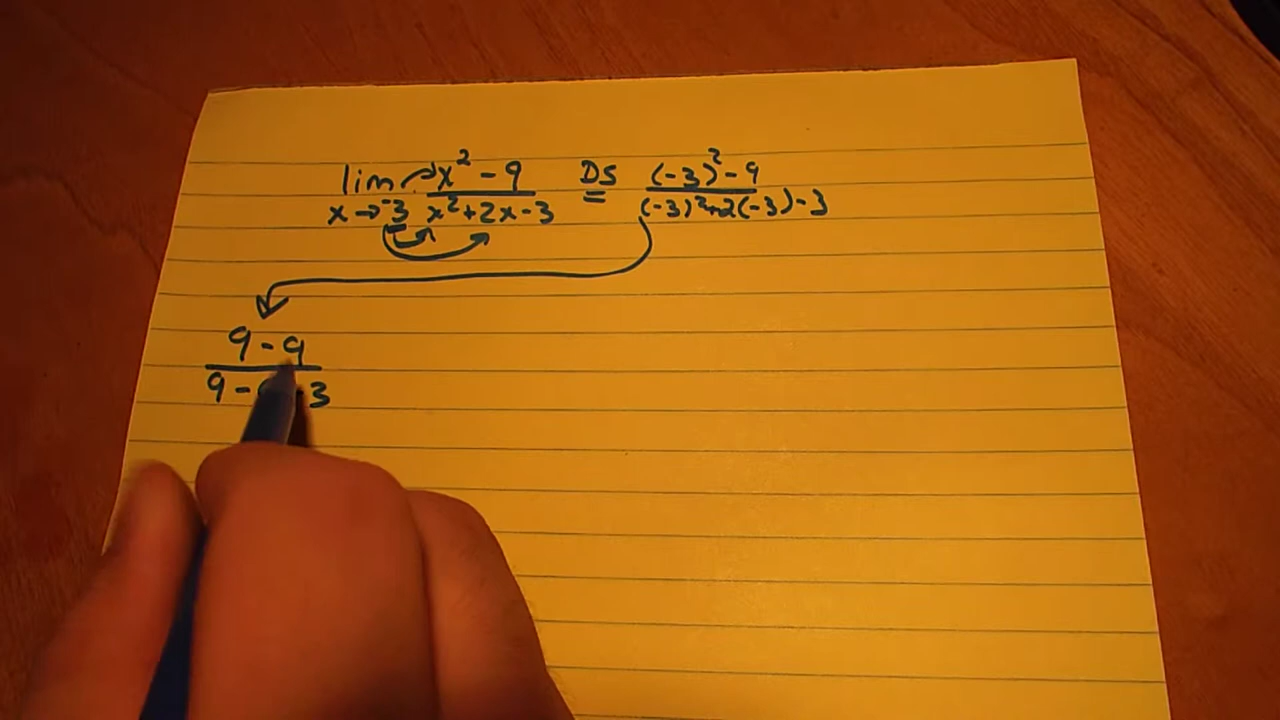 lim x² - 9 DS (-3)² - 9
x → -3 x² + 2x - 3 = (-3)² + 2(-3) - 3
9 - 9
9 - - 3